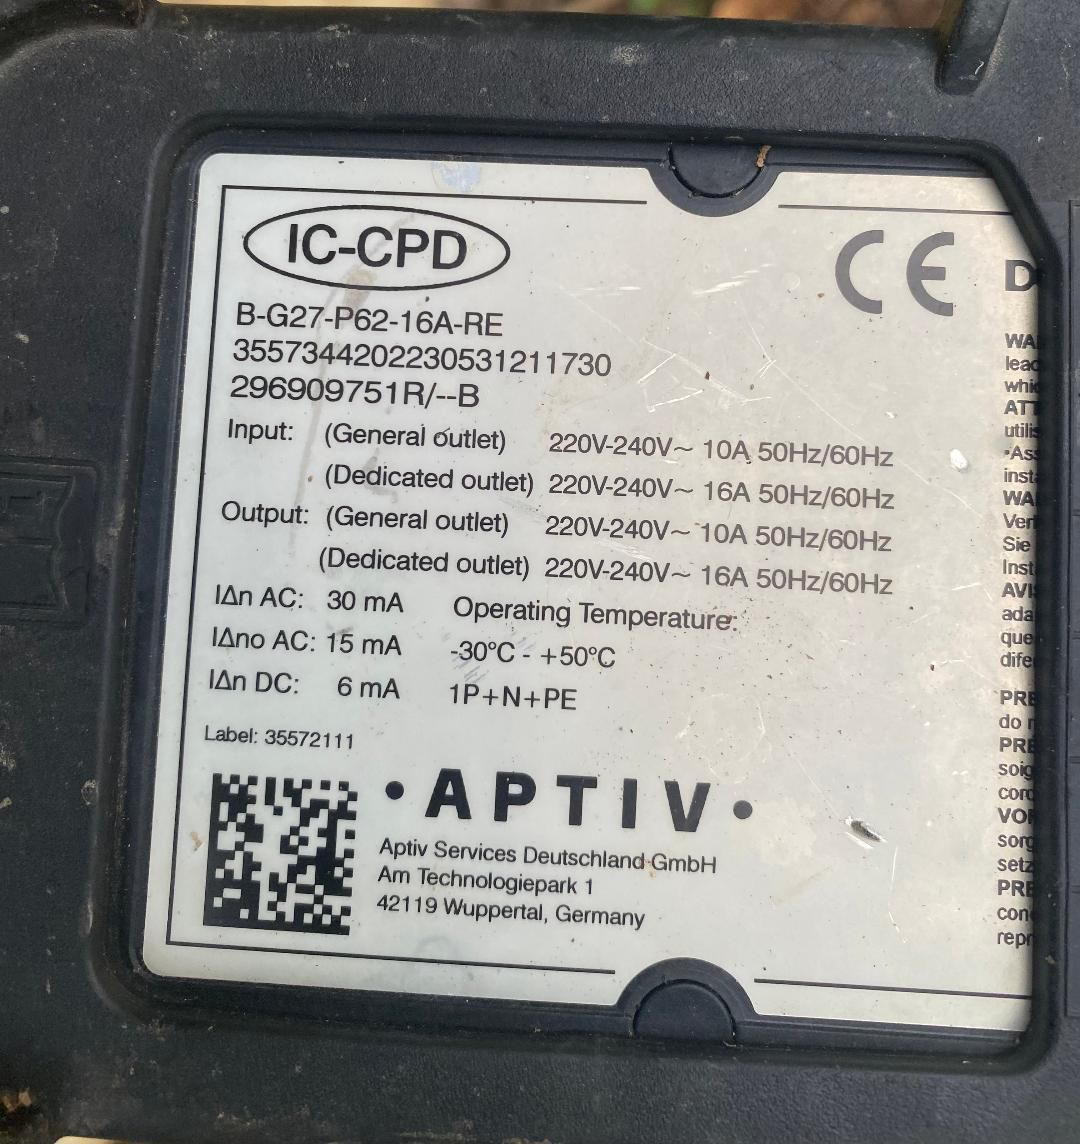 IC-CPD
CE
B-G27-P62-16A-RE
3557344202230531211730
296909751R/--B
Input: (General outlet) 220V-240V~ 10A 50Hz/60Hz
(Dedicated outlet) 220V-240V~ 16A 50Hz/60Hz
Output: (General outlet) 220V-240V~ 10A 50Hz/60Hz
(Dedicated outlet) 220V-240V~ 16A 50Hz/60Hz
IΔn AC: 30 mA Operating Temperature:
IΔno AC: 15 mA -30°C - +50°C
IΔn DC: 6 mA 1P+N+PE
Label: 35572111
• APTIV •
Aptiv Services Deutschland GmbH
Am Technologiepark 1
42119 Wuppertal, Germany